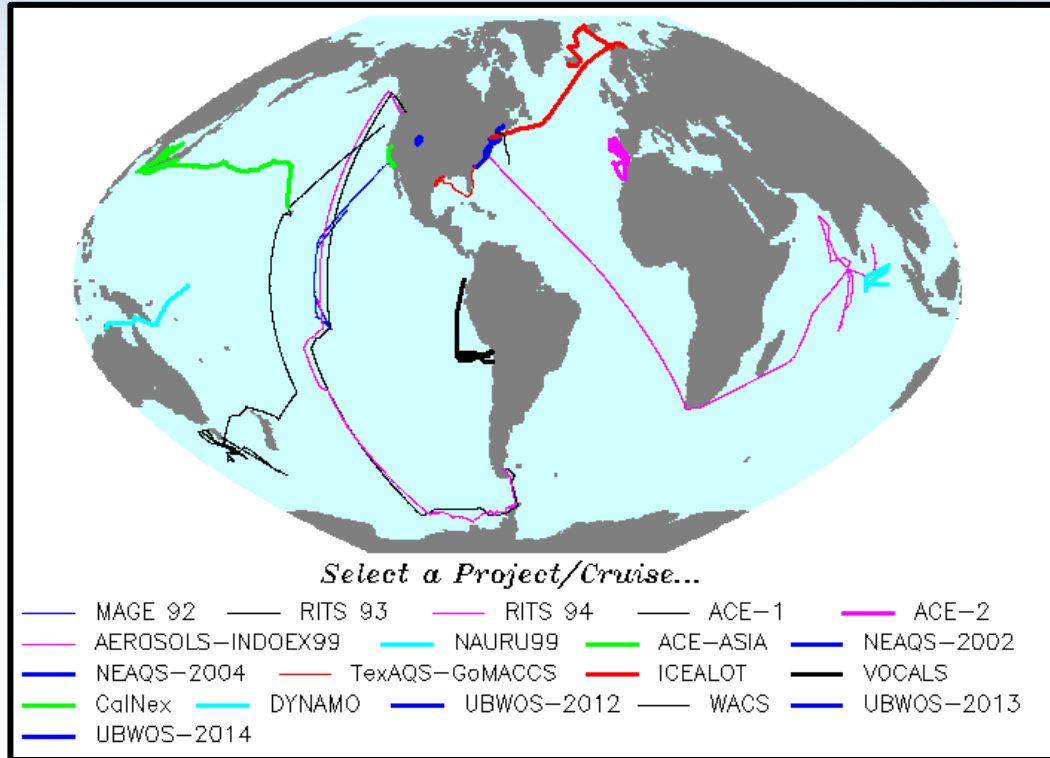 Select a Project/Cruise...
MAGE 92 RITS 93 RITS 94 ACE-1 ACE-2
AEROSOLS-INDOEX99 NAURU99 ACE-ASIA NEAQS-2002
NEAQS-2004 TexAQS-GoMACCS ICEALOT VOCALS
CalNex DYNAMO UBWOS-2012 WACS UBWOS-2013
UBWOS-2014